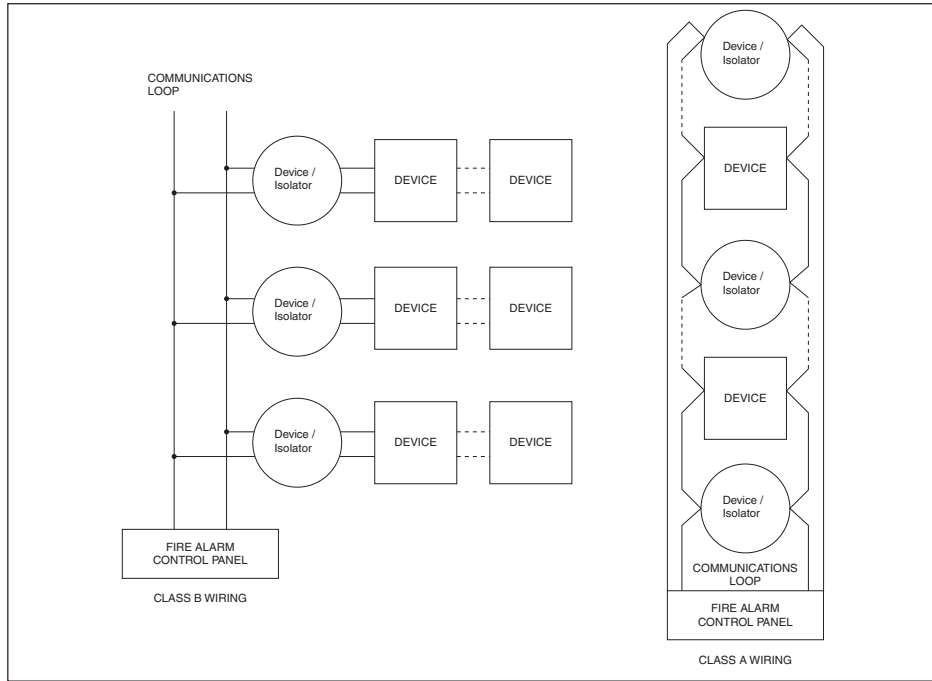 COMMUNICATIONS
LOOP
Device /
Isolator
DEVICE
DEVICE
Device /
Isolator
DEVICE
DEVICE
Device /
Isolator
DEVICE
DEVICE
FIRE ALARM
CONTROL PANEL
CLASS B WIRING
Device /
Isolator
DEVICE
Device /
Isolator
DEVICE
Device /
Isolator
COMMUNICATIONS
LOOP
FIRE ALARM
CONTROL PANEL
CLASS A WIRING